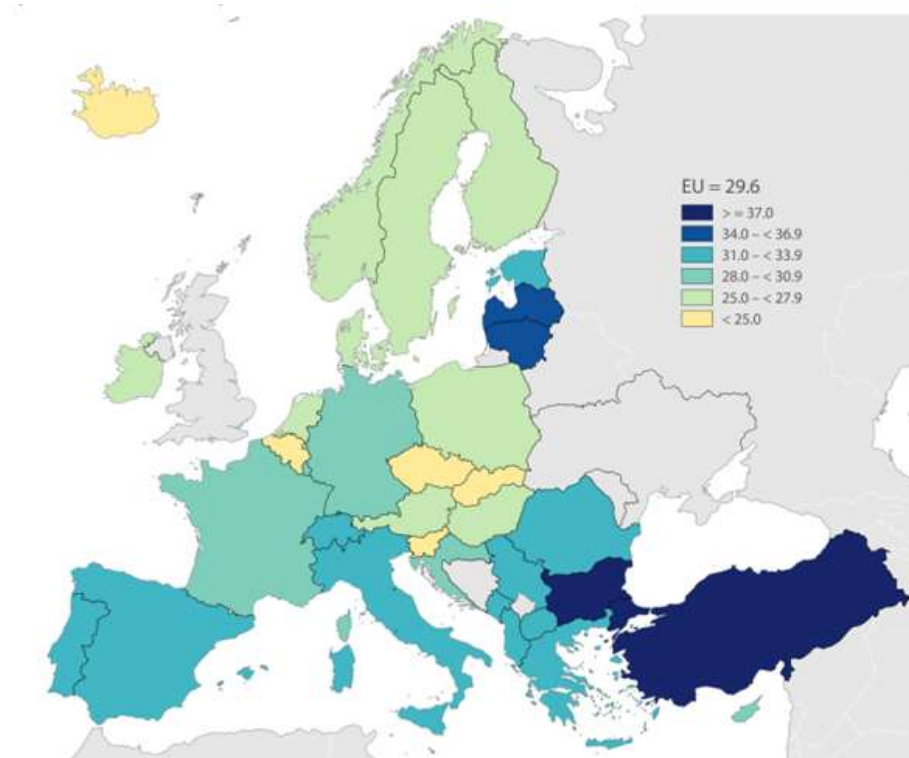 EU = 29.6
> = 37.0
34.0 – < 36.9
31.0 – < 33.9
28.0 – < 30.9
25.0 – < 27.9
< 25.0